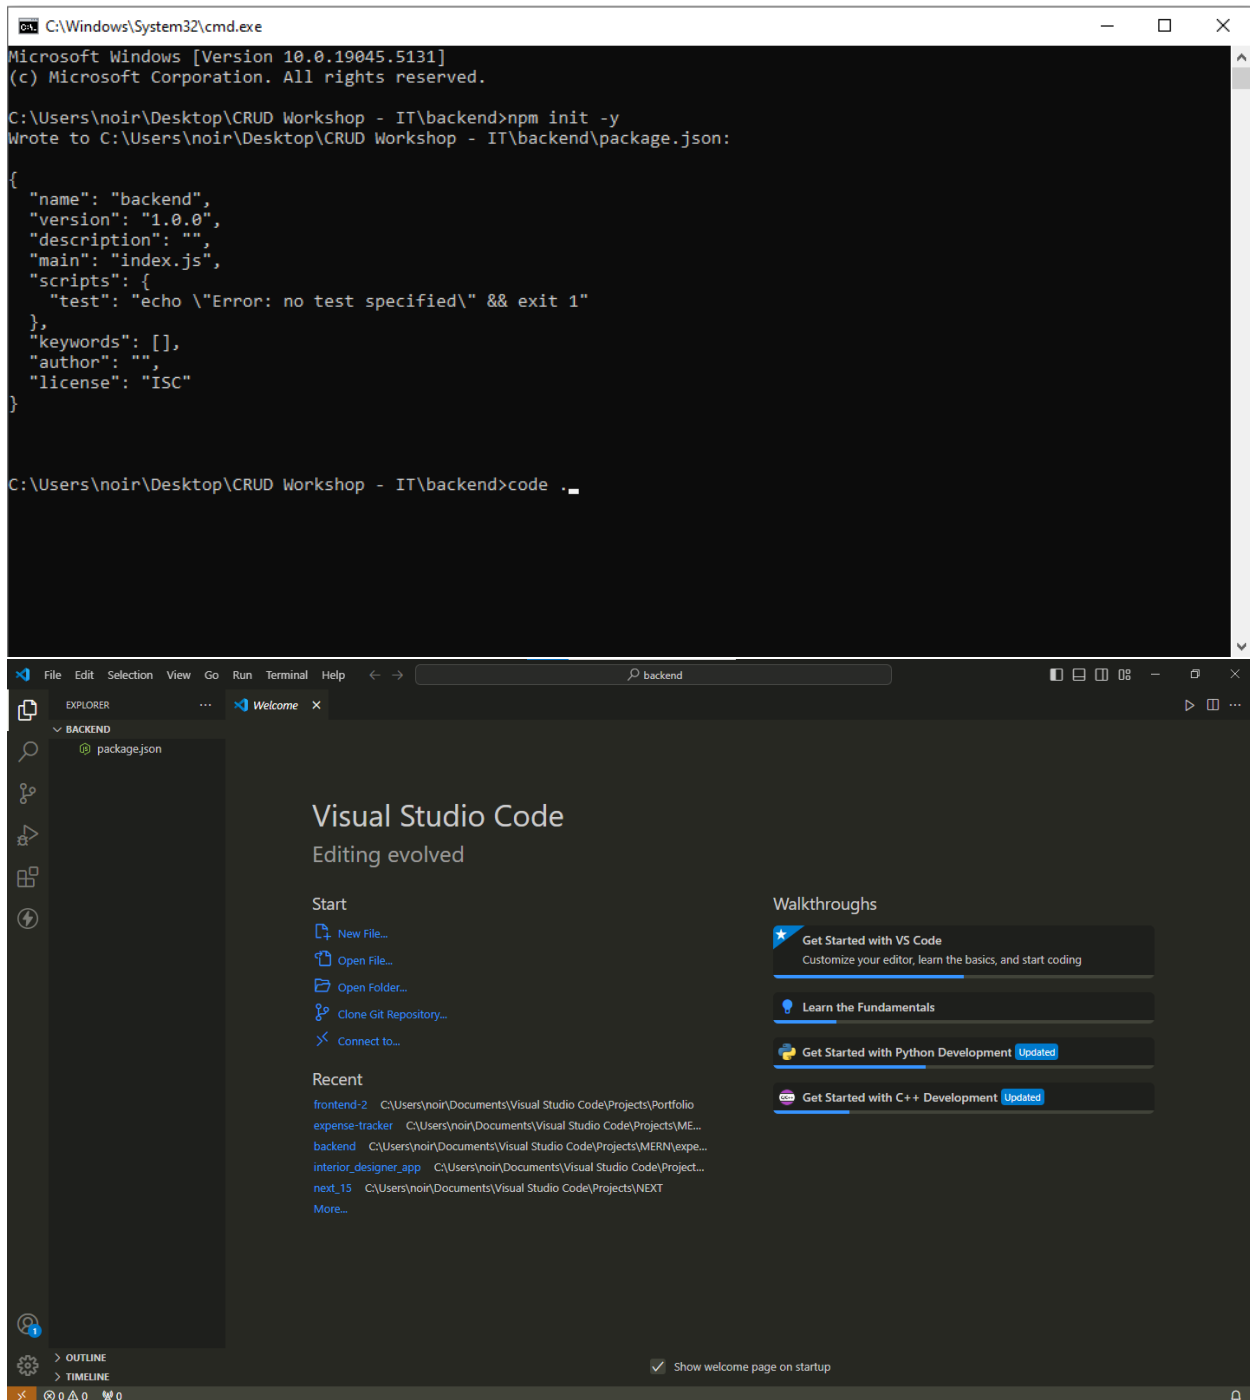 C:\Windows\System32\cmd.exe
Microsoft Windows [Version 10.0.19045.5131]
(c) Microsoft Corporation. All rights reserved.
C:\Users\noir\Desktop\CRUD Workshop - IT\backend>npm init -y
Wrote to C:\Users\noir\Desktop\CRUD Workshop - IT\backend\package.json:
{
"name": "backend",
"version": "1.0.0",
"description": "",
"main": "index.js",
"scripts": {
"test": "echo \"Error: no test specified\" && exit 1"
},
"keywords": [],
"author": "",
"license": "ISC"
}
C:\Users\noir\Desktop\CRUD Workshop - IT\backend>code .
File Edit Selection View Go Run Terminal Help
backend
EXPLORER
Welcome
BACKEND
package.json
Visual Studio Code
Editing evolved
Start
New File...
Open File...
Open Folder...
Clone Git Repository...
Connect to...
Recent
frontend-2 C:\Users\noir\Documents\Visual Studio Code\Projects\Portfolio
expense-tracker C:\Users\noir\Documents\Visual Studio Code\Projects\ME...
backend C:\Users\noir\Documents\Visual Studio Code\Projects\MERN\expe...
interior_designer_app C:\Users\noir\Documents\Visual Studio Code\Project...
next_15 C:\Users\noir\Documents\Visual Studio Code\Projects\NEXT
More...
Walkthroughs
Get Started with VS Code
Customize your editor, learn the basics, and start coding
Learn the Fundamentals
Get Started with Python Development Updated
Get Started with C++ Development Updated
1
OUTLINE
TIMELINE
Show welcome page on startup
0 0 0